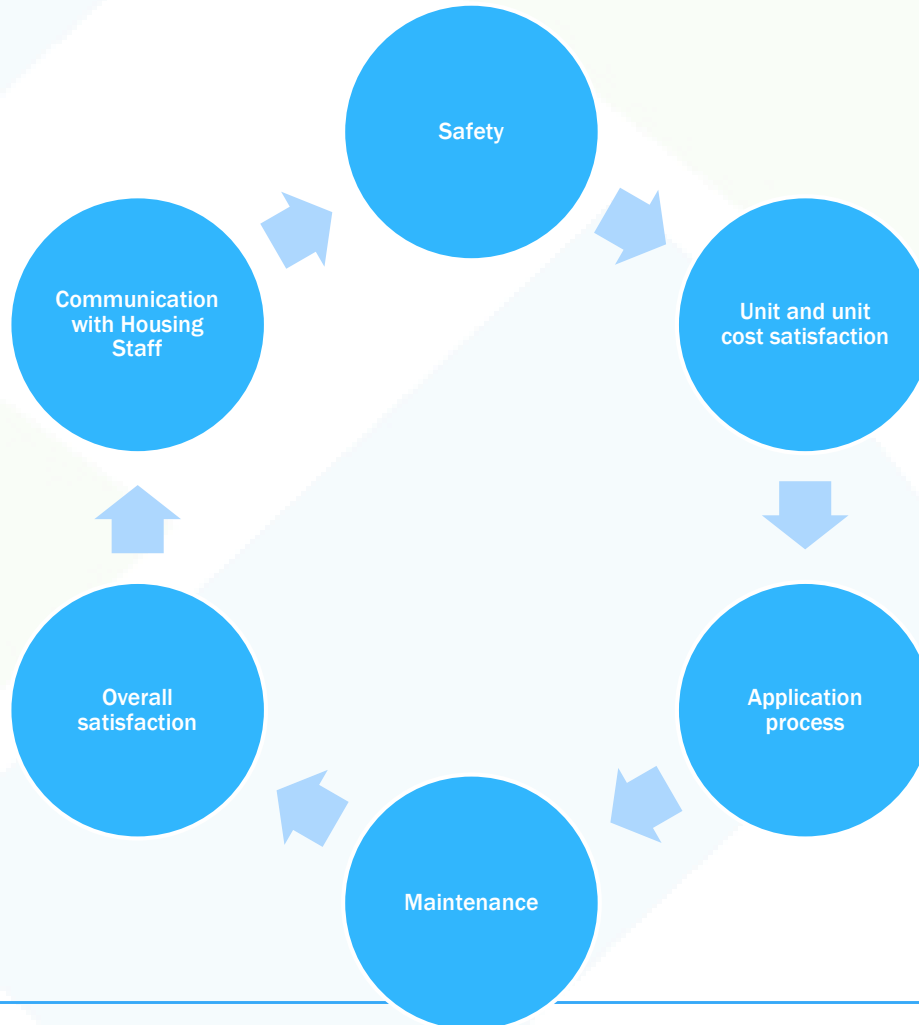 Safety
Unit and unit
cost satisfaction
Application
process
Maintenance
Overall
satisfaction
Communication
with Housing
Staff